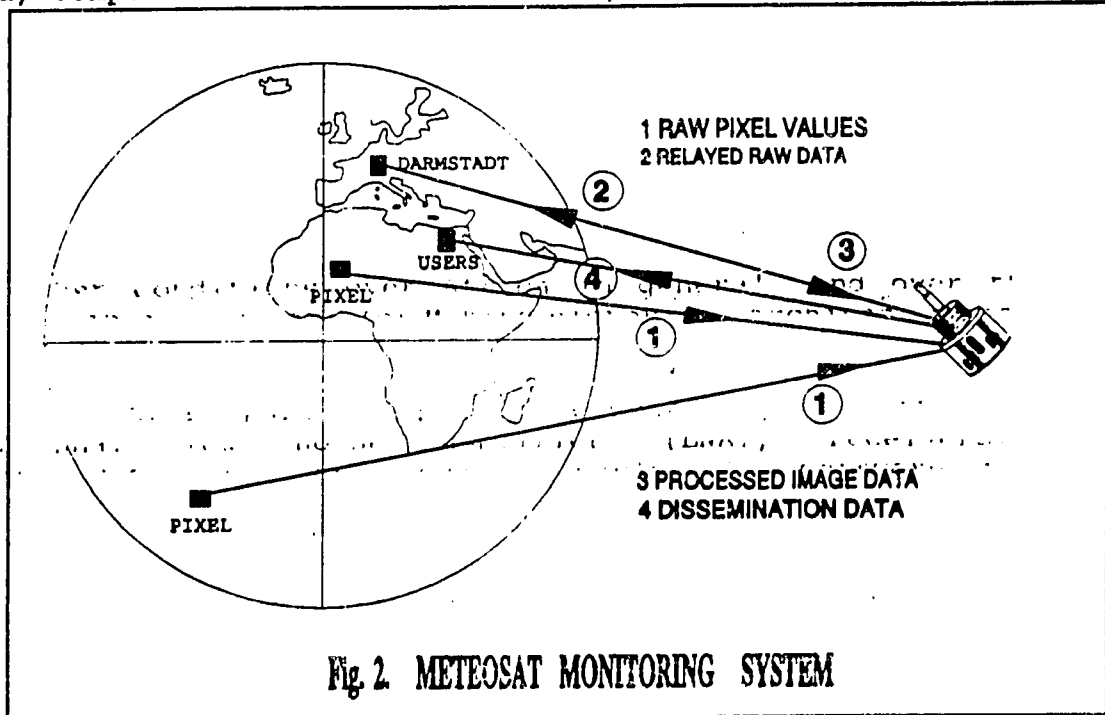 1 RAW PIXEL VALUES
2 RELAYED RAW DATA
DARMSTADT
2
3
USERS
4
PIXEL
1
1
3 PROCESSED IMAGE DATA
4 DISSEMINATION DATA
PIXEL
Fig. 2. METEOSAT MONITORING SYSTEM